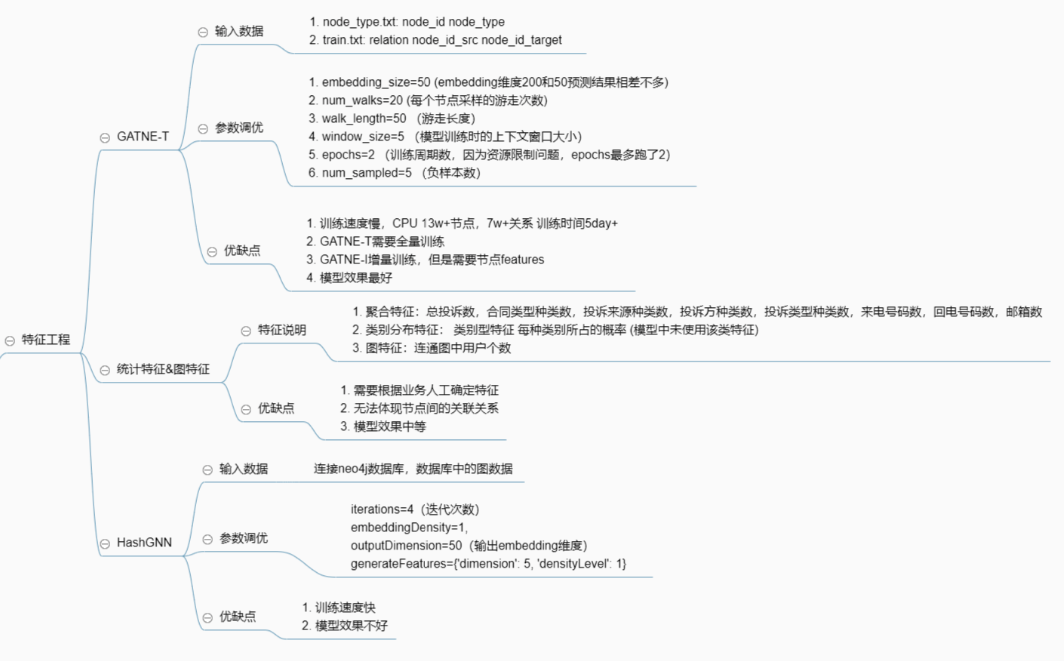 特征工程
GATNE-T
输入数据
1. node_type.txt: node_id node_type
2. train.txt: relation node_id_src node_id_target
参数调优
1. embedding_size=50 (embedding维度200和50预测结果相差不多)
2. num_walks=20 (每个节点采样的游走次数)
3. walk_length=50 （游走长度）
4. window_size=5 （模型训练时的上下文窗口大小）
5. epochs=2 （训练周期数，因为资源限制问题，epochs最多跑了2）
6. num_sampled=5 （负样本数）
优缺点
1. 训练速度慢，CPU 13w+节点，7w+关系 训练时间5day+
2. GATNE-T需要全量训练
3. GATNE-I增量训练，但是需要节点features
4. 模型效果最好
统计特征&图特征
特征说明
1. 聚合特征：总投诉数，合同类型种类数，投诉来源种类数，投诉方种类数，投诉类型种类数，来电号码数，回电号码数，邮箱数
2. 类别分布特征： 类别型特征 每种类别所占的概率 (模型中未使用该类特征)
3. 图特征：连通图中用户个数
优缺点
1. 需要根据业务人工确定特征
2. 无法体现节点间的关联关系
3. 模型效果中等
HashGNN
输入数据
连接neo4j数据库，数据库中的图数据
参数调优
iterations=4（迭代次数）
embeddingDensity=1,
outputDimension=50（输出embedding维度）
generateFeatures={'dimension': 5, 'densityLevel': 1}
优缺点
1. 训练速度快
2. 模型效果不好